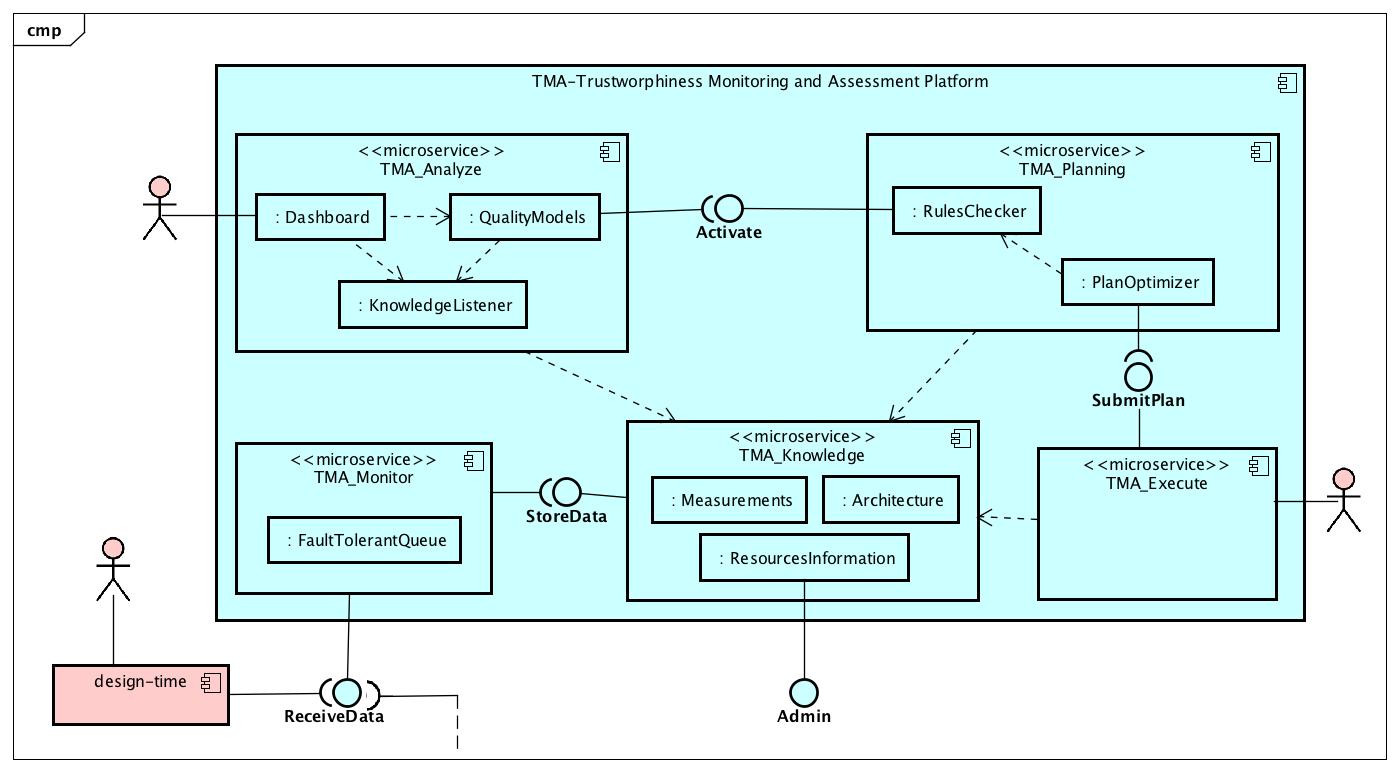 cmp
TMA-Trustworphiness Monitoring and Assessment Platform
<<microservice>>
TMA_Analyze
: Dashboard
: QualityModels
: KnowledgeListener
Activate
<<microservice>>
TMA_Planning
: RulesChecker
: PlanOptimizer
SubmitPlan
<<microservice>>
TMA_Monitor
: FaultTolerantQueue
StoreData
<<microservice>>
TMA_Knowledge
: Measurements
: Architecture
: ResourcesInformation
<<microservice>>
TMA_Execute
design-time
ReceiveData
Admin